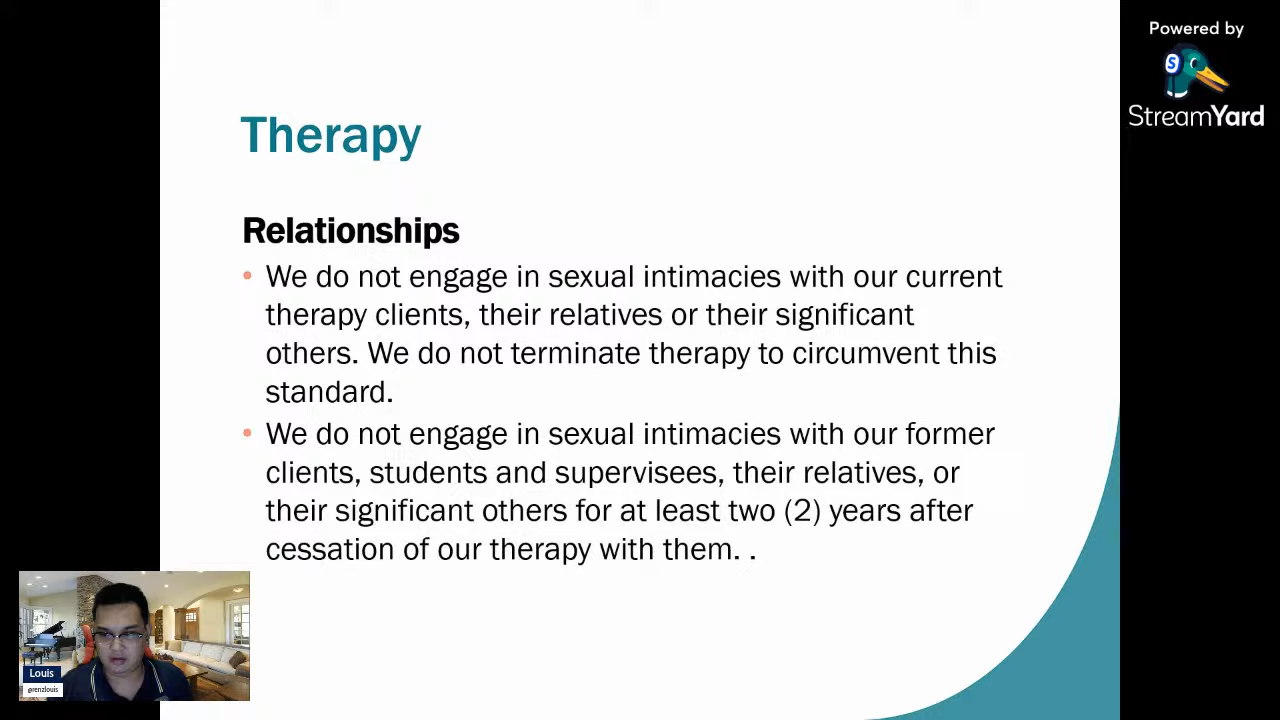 Powered by
S
StreamYard
Therapy
Relationships
• We do not engage in sexual intimacies with our current
therapy clients, their relatives or their significant
others. We do not terminate therapy to circumvent this
standard.
• We do not engage in sexual intimacies with our former
clients, students and supervisees, their relatives, or
their significant others for at least two (2) years after
cessation of our therapy with them. .
Louis
@renzlouis